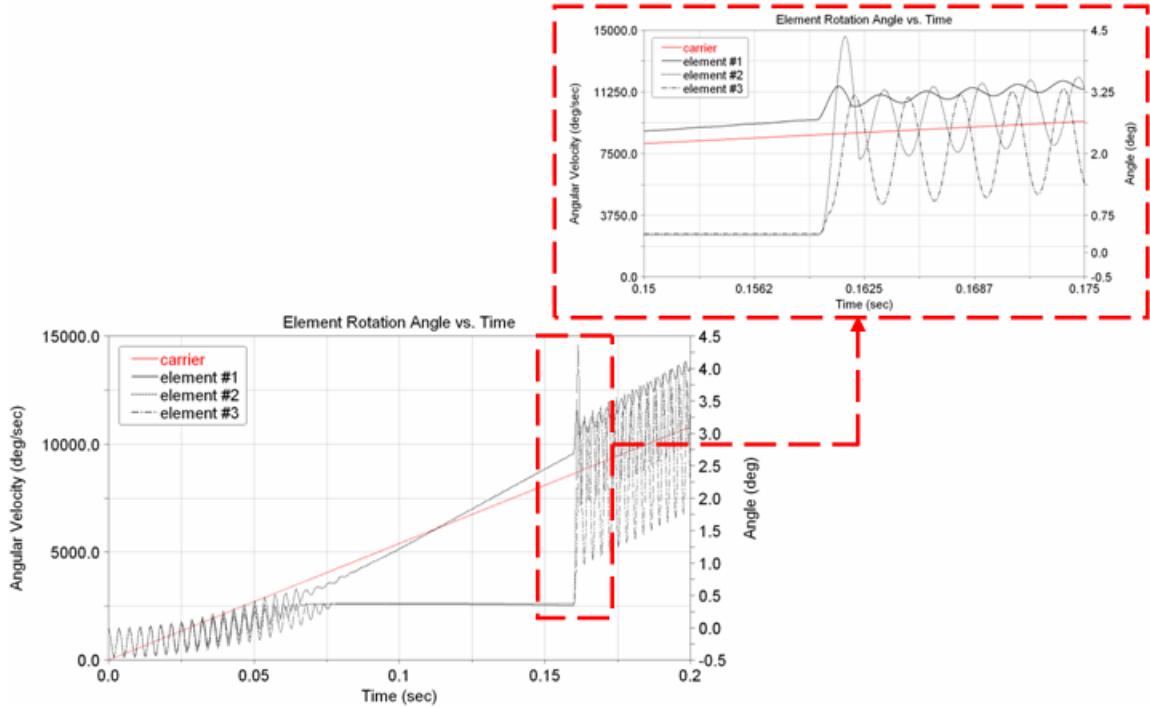 Element Rotation Angle vs. Time
15000.0
11250.0
7500.0
3750.0
0.0
Angular Velocity (deg/sec)
carrier
element #1
element #2
element #3
4.5
3.25
2.0
0.75
0.0
-0.5
Angle (deg)
0.15
0.1562
0.1625
0.1687
0.175
Time (sec)
Element Rotation Angle vs. Time
15000.0
10000.0
5000.0
0.0
Angular Velocity (deg/sec)
carrier
element #1
element #2
element #3
4.5
4.0
3.5
3.0
2.5
2.0
1.5
1.0
0.5
0.0
-0.5
Angle (deg)
0.0
0.05
0.1
0.15
0.2
Time (sec)